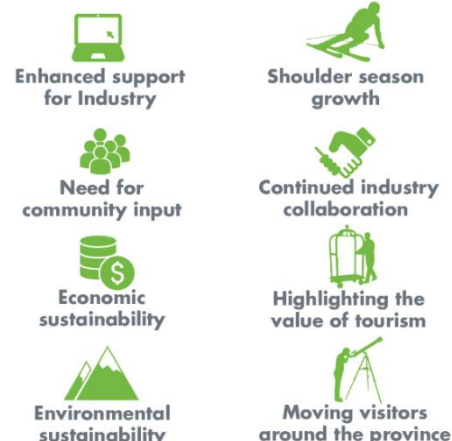 Enhanced support
for Industry
Shoulder season
growth
Need for
community input
Continued industry
collaboration
$
Economic
sustainability
Highlighting the
value of tourism
Environmental
sustainability
Moving visitors
around the province